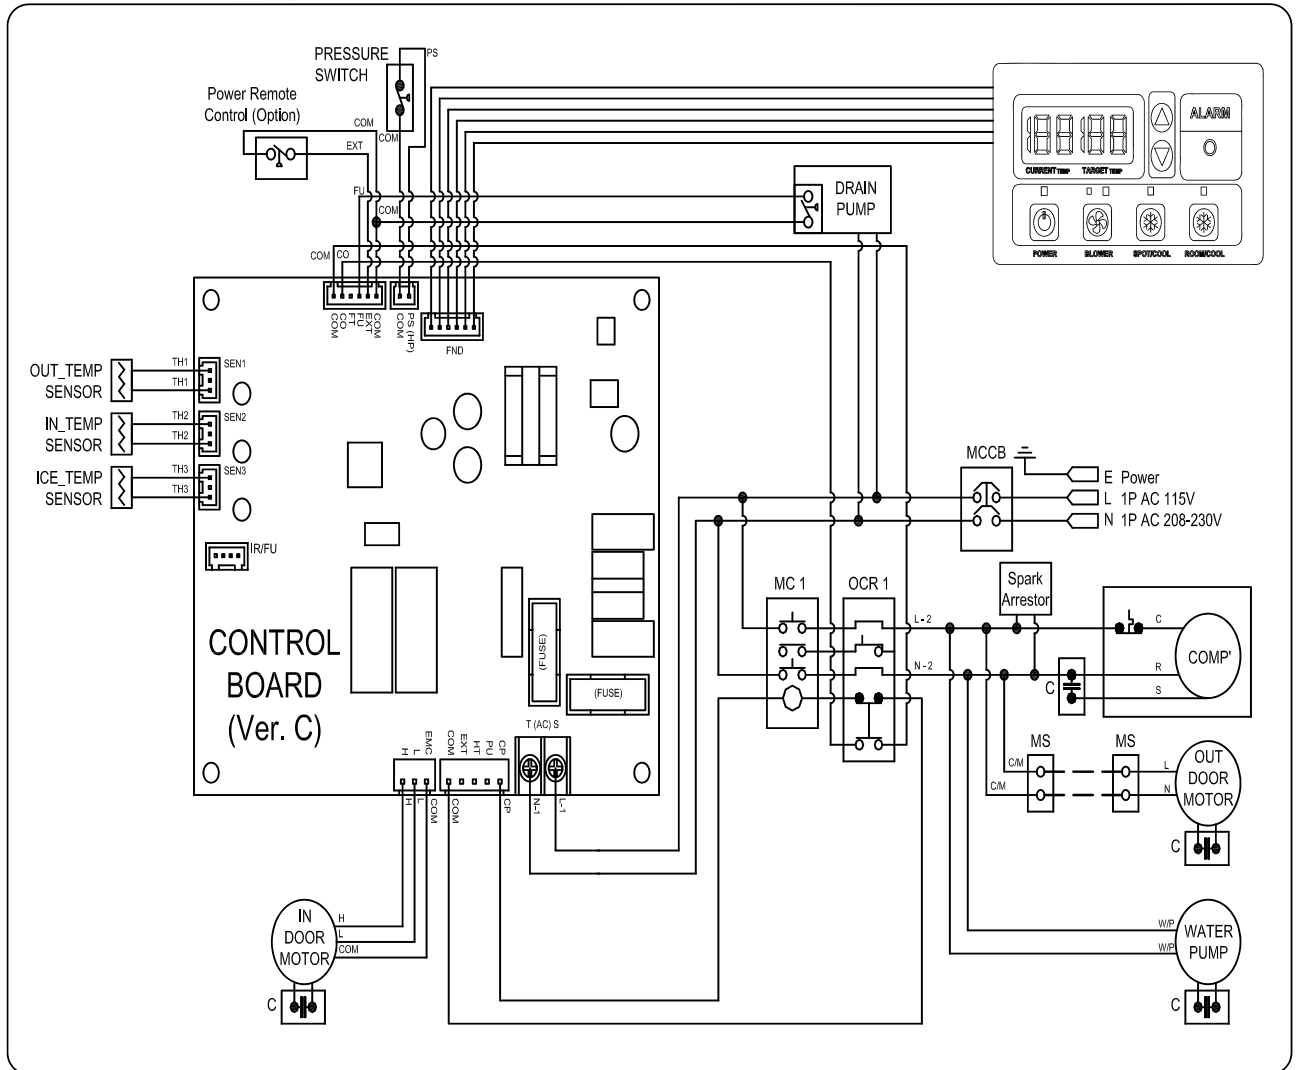 PRESSURE
SWITCH
PS
Power Remote
Control (Option)
COM
EXT
COM
FU
COM
COM CO
DRAIN
PUMP
CURRENT TEMP TARGET TEMP
ALARM
POWER BLOWER SPOT/COOL ROOM/COOL
COM
CO
FT
FU
EXT
COM
COM
PS (HP)
FND
OUT_TEMP
SENSOR
TH1
TH1
SEN1
IN_TEMP
SENSOR
TH2
TH2
SEN2
ICE_TEMP
SENSOR
TH3
TH3
SEN3
IR/FU
CONTROL
BOARD
(Ver. C)
(FUSE)
(FUSE)
T (AC) S
H
L
EMC
COM
EXT
HT
PU
CP
H
L
COM
COM
CP
N-1
L-1
MCCB
E Power
L 1P AC 115V
N 1P AC 208-230V
MC 1
OCR 1
L-2
N-2
Spark
Arrestor
C
R
S
COMP'
C
MS
MS
C/M
C/M
L
N
OUT
DOOR
MOTOR
C
IN
DOOR
MOTOR
H
L
COM
C
W/P
W/P
WATER
PUMP
C